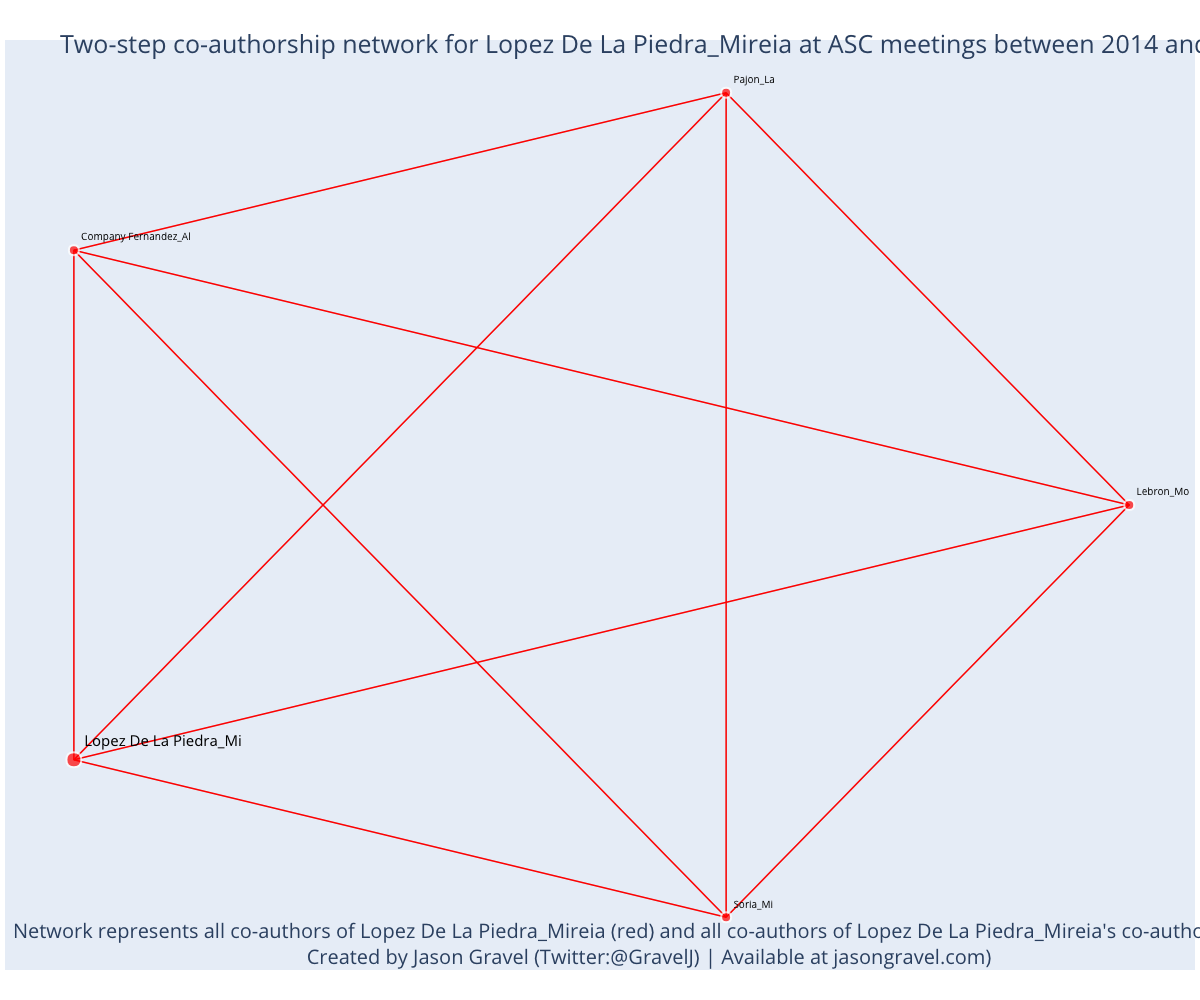 Two-step co-authorship network for Lopez De La Piedra_Mireia at ASC meetings between 2014 and
Pajon_La
Company Fernandez_Al
Lebron_Mo
Lopez De La Piedra_Mi
Soria_Mi
Network represents all co-authors of Lopez De La Piedra_Mireia (red) and all co-authors of Lopez De La Piedra_Mireia's
Created by Jason Gravel (Twitter:@GravelJ) | Available at jasongravel.com)